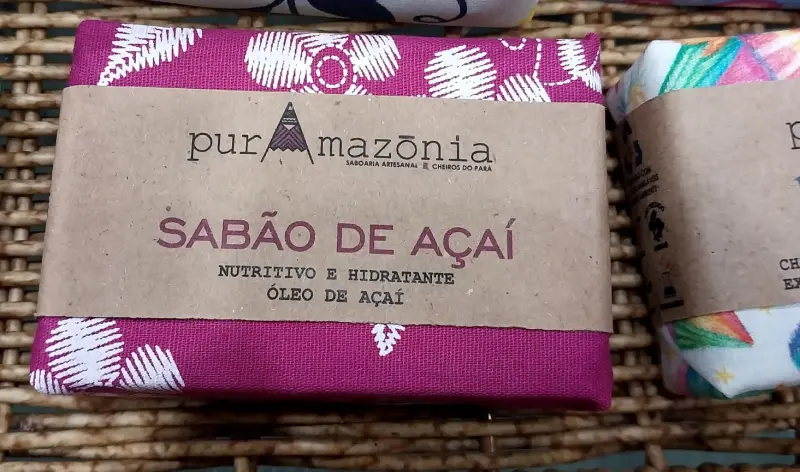 purAmazōnia
SABOARIA ARTESANAL E CHEIROS DO PARÁ
SABÃO DE AÇAÍ
NUTRITIVO E HIDRATANTE
ÓLEO DE AÇAÍ